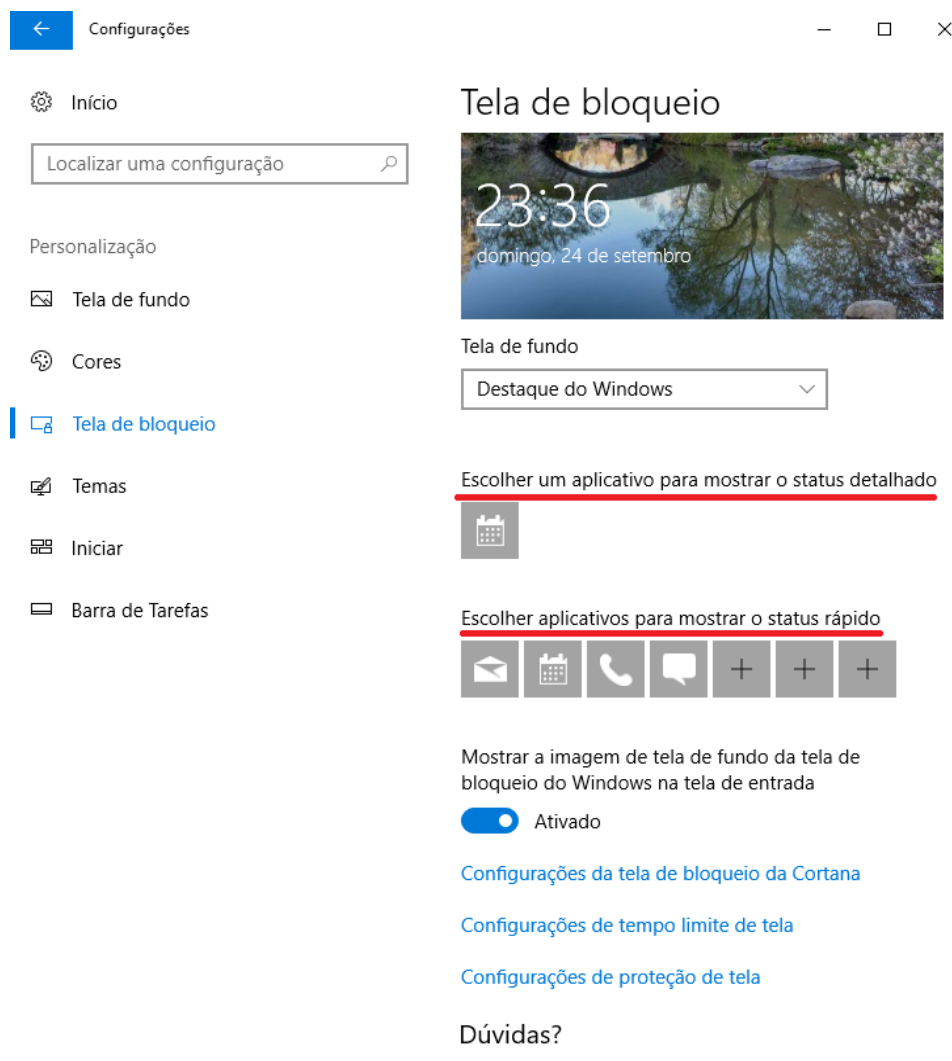 Configurações
Início
Localizar uma configuração
Personalização
Tela de fundo
Cores
Tela de bloqueio
Temas
Iniciar
Barra de Tarefas
Tela de bloqueio
23:36
domingo, 24 de setembro
Tela de fundo
Destaque do Windows
Escolher um aplicativo para mostrar o status detalhado
Escolher aplicativos para mostrar o status rápido
Mostrar a imagem de tela de fundo da tela de
bloqueio do Windows na tela de entrada
Ativado
Configurações da tela de bloqueio da Cortana
Configurações de tempo limite de tela
Configurações de proteção de tela
Dúvidas?